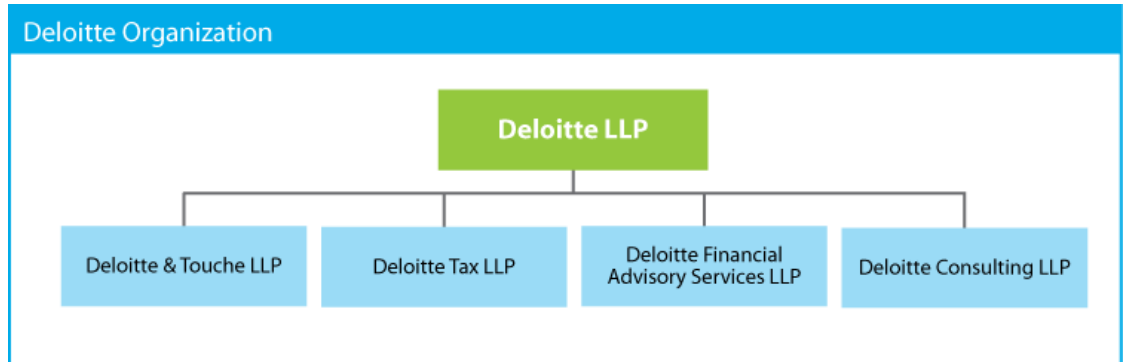 Deloitte Organization
Deloitte LLP
Deloitte & Touche LLP
Deloitte Tax LLP
Deloitte Financial
Advisory Services LLP
Deloitte Consulting LLP